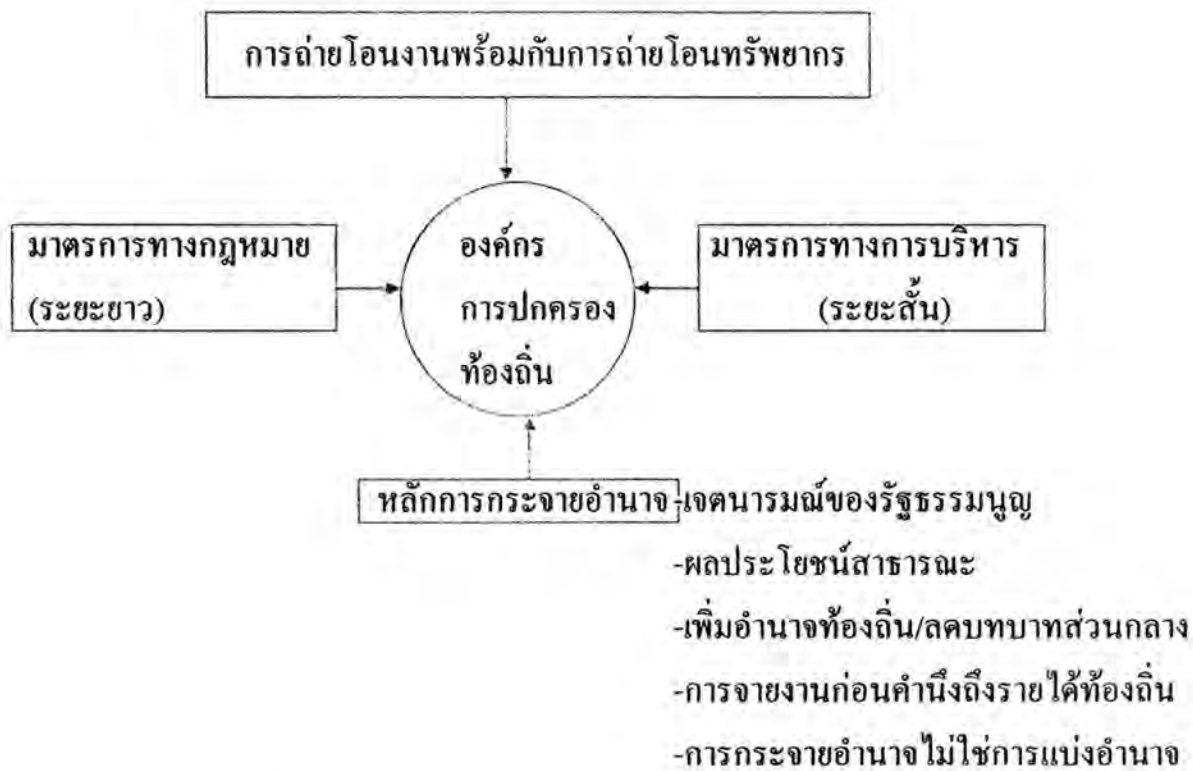 การถ่ายโอนงานพร้อมกับการถ่ายโอนทรัพยากร
มาตรการทางกฎหมาย
(ระยะยาว)
องค์กร
การปกครอง
ท้องถิ่น
มาตรการทางการบริหาร
(ระยะสั้น)
หลักการกระจายอำนาจ -เจตนารมณ์ของรัฐธรรมนูญ
-ผลประโยชน์สาธารณะ
-เพิ่มอำนาจท้องถิ่น/ลดบทบาทส่วนกลาง
-การจายงานก่อนคำนึงถึงรายได้ท้องถิ่น
-การกระจายอำนาจไม่ใช่การแบ่งอำนาจ